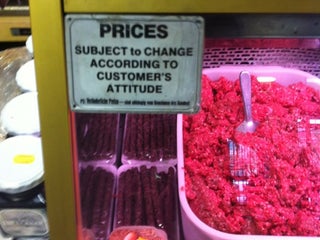 PRICES
SUBJECT to CHANGE
ACCORDING TO
CUSTOMER'S
ATTITUDE